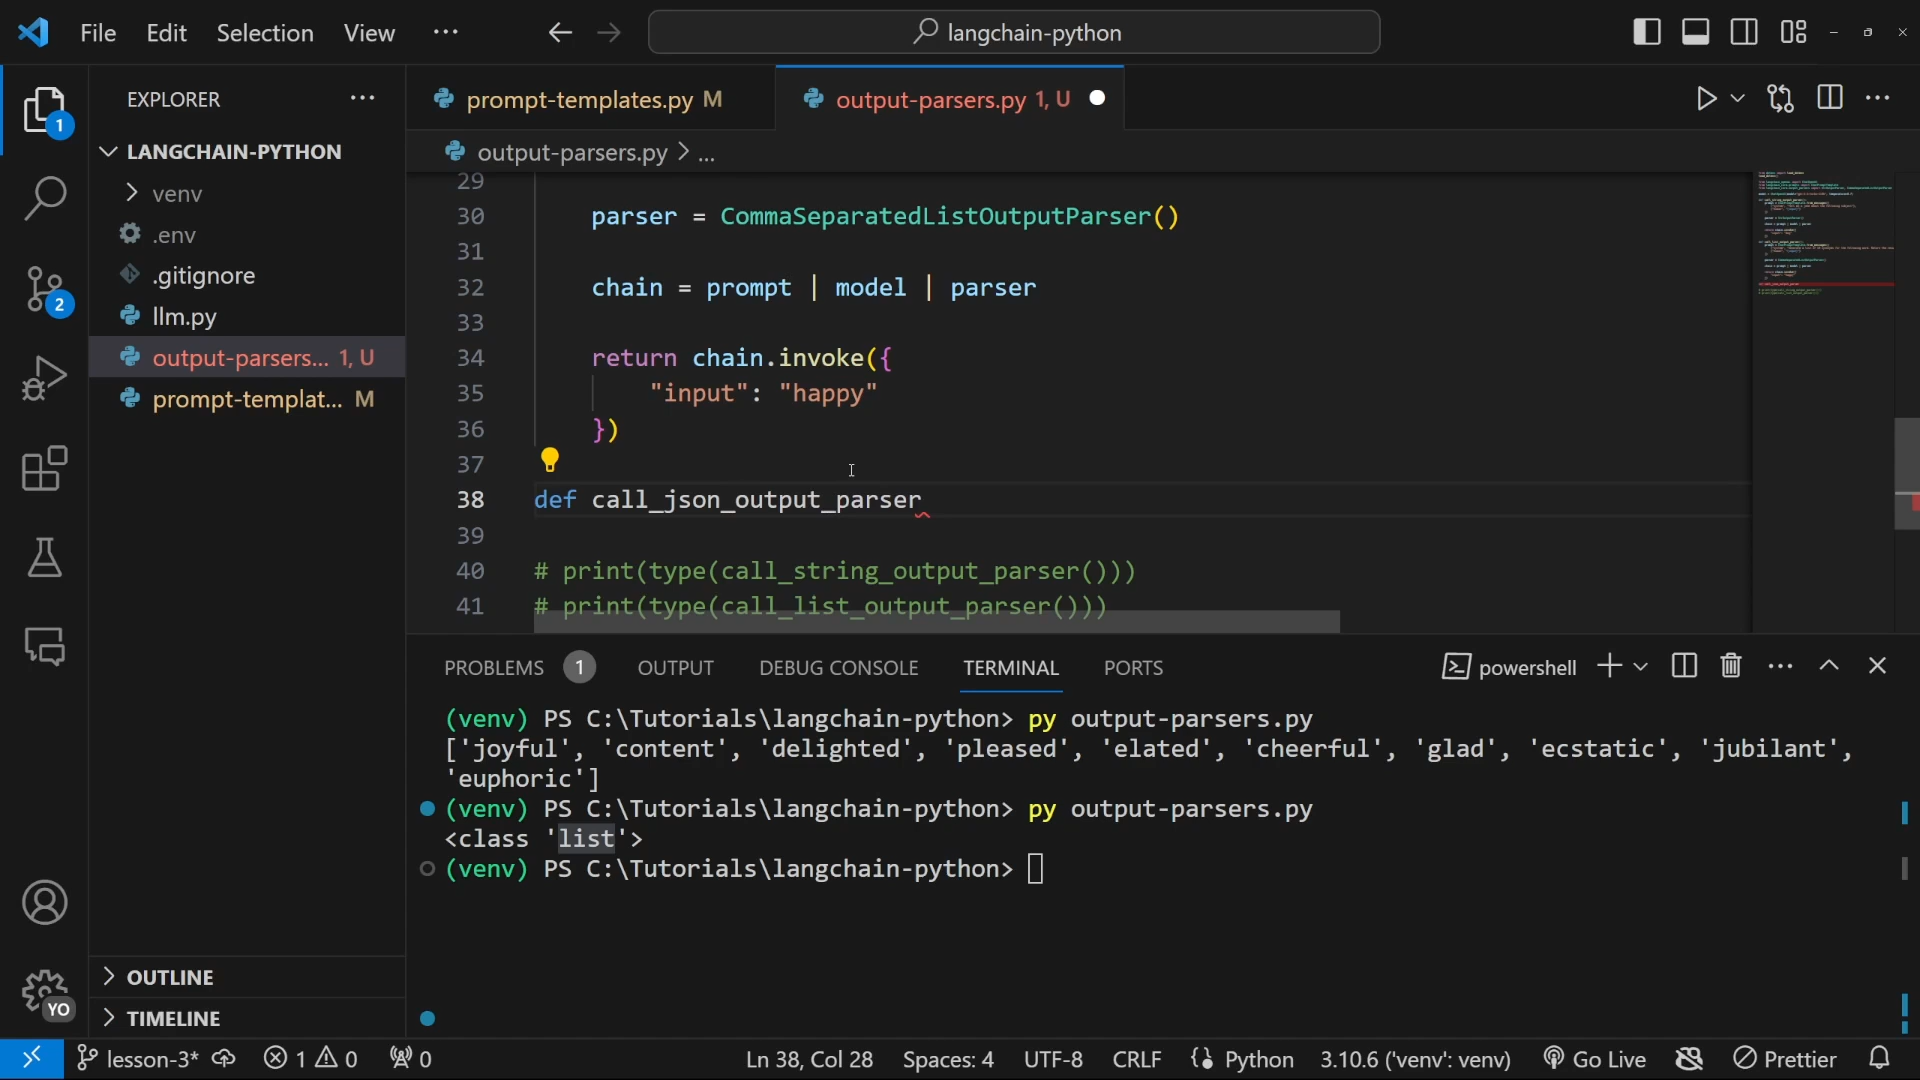 File Edit Selection View ··· langchain-python
EXPLORER ···
prompt-templates.py M
output-parsers.py 1, U
1
LANGCHAIN-PYTHON
output-parsers.py > ...
venv
.env
.gitignore
2
llm.py
output-parsers... 1, U
prompt-templat... M
29
30 parser = CommaSeparatedListOutputParser()
31
32 chain = prompt | model | parser
33
34 return chain.invoke({
35 "input": "happy"
36 })
37
38 def call_json_output_parser
39
40 # print(type(call_string_output_parser()))
41 # print(type(call_list_output_parser()))
PROBLEMS 1 OUTPUT DEBUG CONSOLE TERMINAL PORTS powershell
(venv) PS C:\Tutorials\langchain-python> py output-parsers.py
['joyful', 'content', 'delighted', 'pleased', 'elated', 'cheerful', 'glad', 'ecstatic', 'jubilant',
'euphoric']
(venv) PS C:\Tutorials\langchain-python> py output-parsers.py
<class 'list'>
(venv) PS C:\Tutorials\langchain-python>
OUTLINE
YO
TIMELINE
lesson-3* 1 0 0 Ln 38, Col 28 Spaces: 4 UTF-8 CRLF Python 3.10.6 ('venv': venv) Go Live Prettier